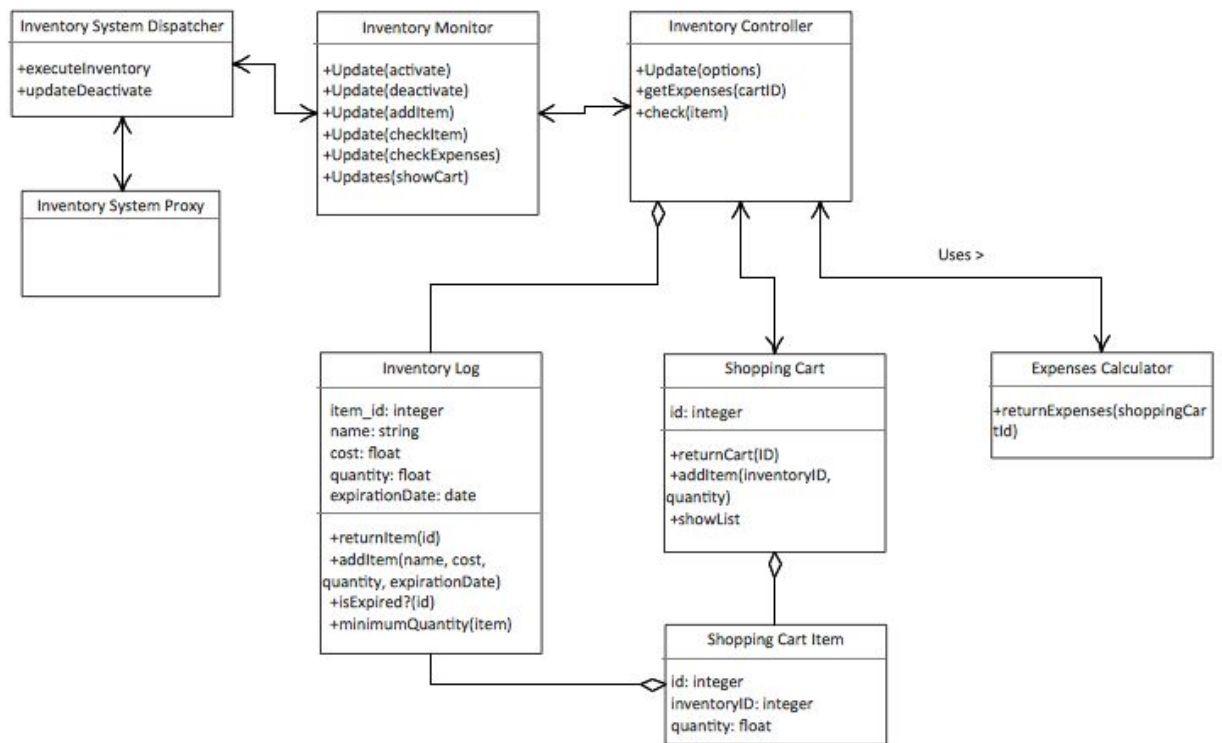 Inventory System Dispatcher
+executeInventory
+updateDeactivate
Inventory System Proxy
Inventory Monitor
+Update(activate)
+Update(deactivate)
+Update(addItem)
+Update(checkItem)
+Update(checkExpenses)
+Updates(showCart)
Inventory Controller
+Update(options)
+getExpenses(cartID)
+check(item)
Uses >
Inventory Log
item_id: integer
name: string
cost: float
quantity: float
expirationDate: date
+returnItem(id)
+addItem(name, cost,
quantity, expirationDate)
+isExpired?(id)
+minimumQuantity(item)
Shopping Cart
id: integer
+returnCart(ID)
+addItem(inventoryID,
quantity)
+showList
Expenses Calculator
+returnExpenses(shoppingCar
tId)
Shopping Cart Item
id: integer
inventoryID: integer
quantity: float